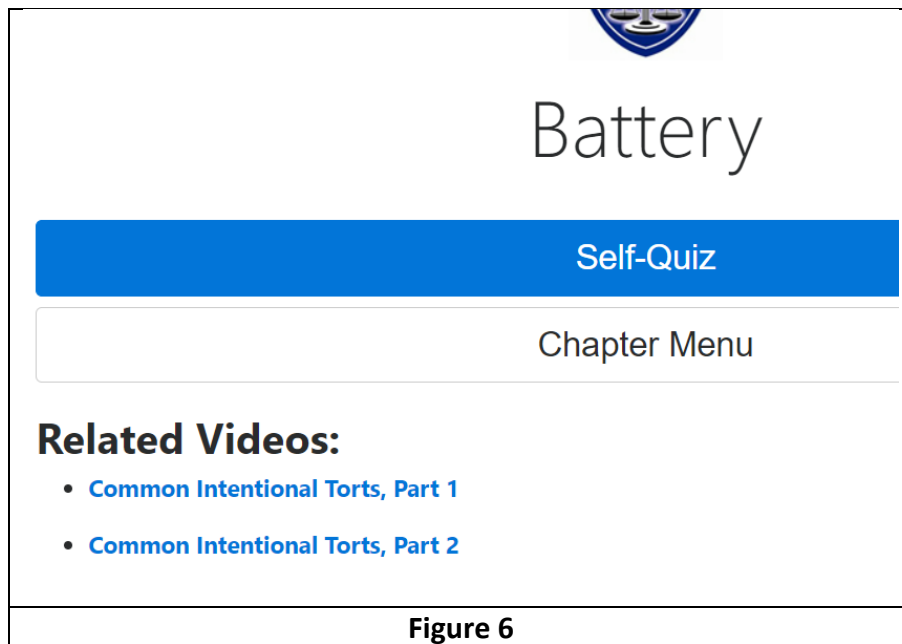 Battery
Self-Quiz
Chapter Menu
Related Videos:
• Common Intentional Torts, Part 1
• Common Intentional Torts, Part 2
Figure 6